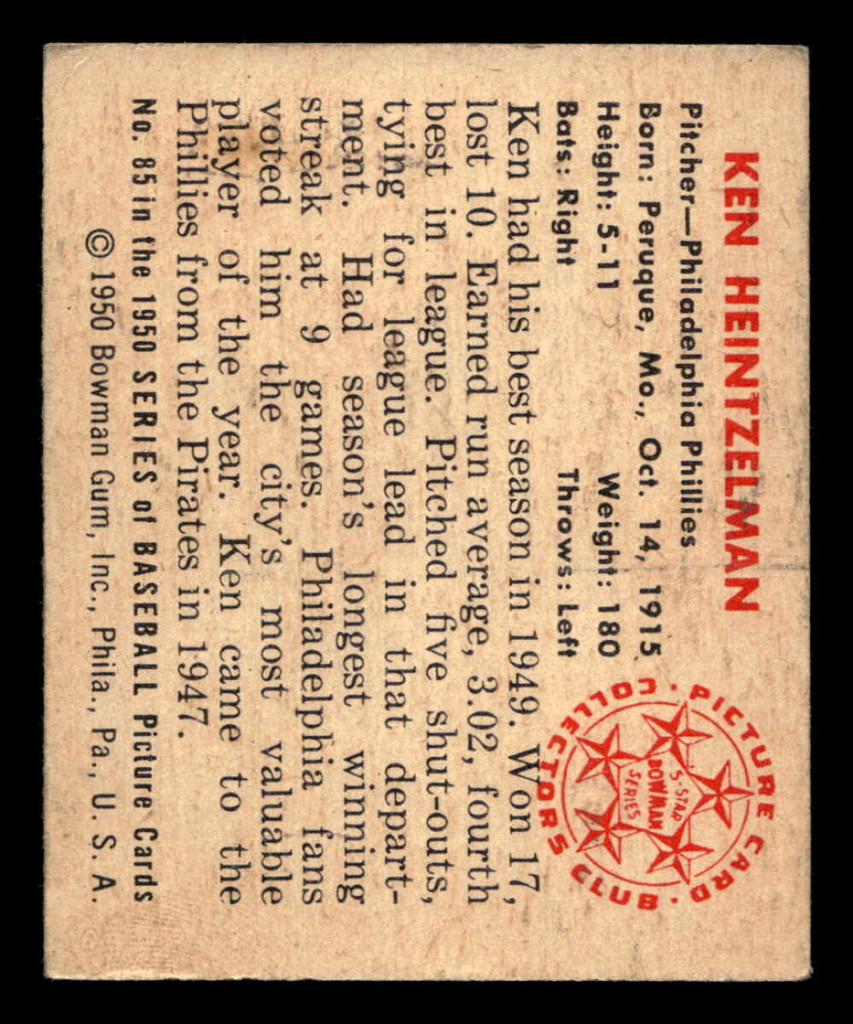 KEN HEINTZELMAN
Pitcher—Philadelphia Phillies
Born: Peruque, Mo., Oct. 14, 1915
Height: 5-11 Weight: 180
Bats: Right Throws: Left
Ken had his best season in 1949. Won 17,
lost 10. Earned run average, 3.02, fourth
best in league. Pitched five shut-outs,
tying for league lead in that depart-
ment. Had season's longest winning
streak at 9 games. Philadelphia fans
voted him the city's most valuable
player of the year. Ken came to the
Phillies from the Pirates in 1947.
No. 85 in the 1950 SERIES of BASEBALL Picture Cards
© 1950 Bowman Gum, Inc., Phila., Pa., U. S. A.
PICTURE CARD · COLLECTORS CLUB ·
5-STAR
BOWMAN
SERIES